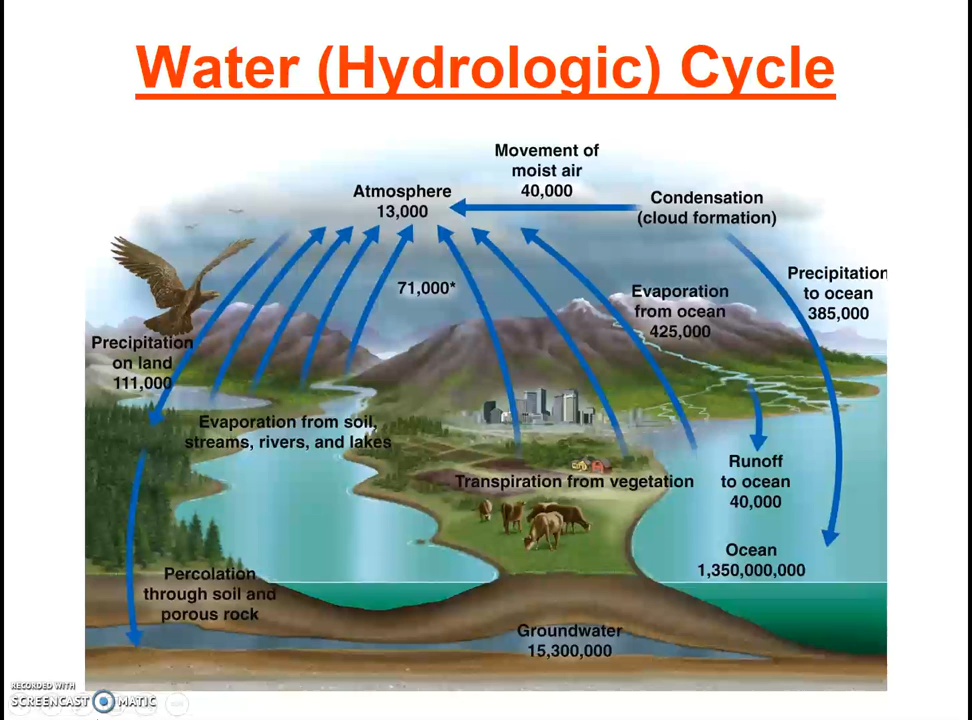 Water (Hydrologic) Cycle
Movement of
moist air
40,000
Atmosphere
13,000
Condensation
(cloud formation)
71,000*
Precipitation
to ocean
385,000
Evaporation
from ocean
425,000
Precipitation
on land
111,000
Evaporation from soil,
streams, rivers, and lakes
Transpiration from vegetation
Runoff
to ocean
40,000
Ocean
1,350,000,000
Percolation
through soil and
porous rock
Groundwater
15,300,000
RECORDED WITH
SCREENCAST MATIC